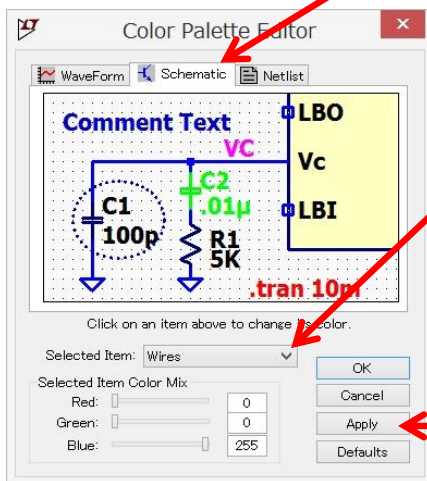 Color Palette Editor
WaveForm Schematic Netlist
Comment Text
LBO
VC
Vc
C2
.01µ
C1
100p
LBI
R1
5K
.tran 10m
Click on an item above to change its color.
Selected Item: Wires
OK
Selected Item Color Mix
Cancel
Red: 0
Green: 0
Apply
Blue: 255
Defaults